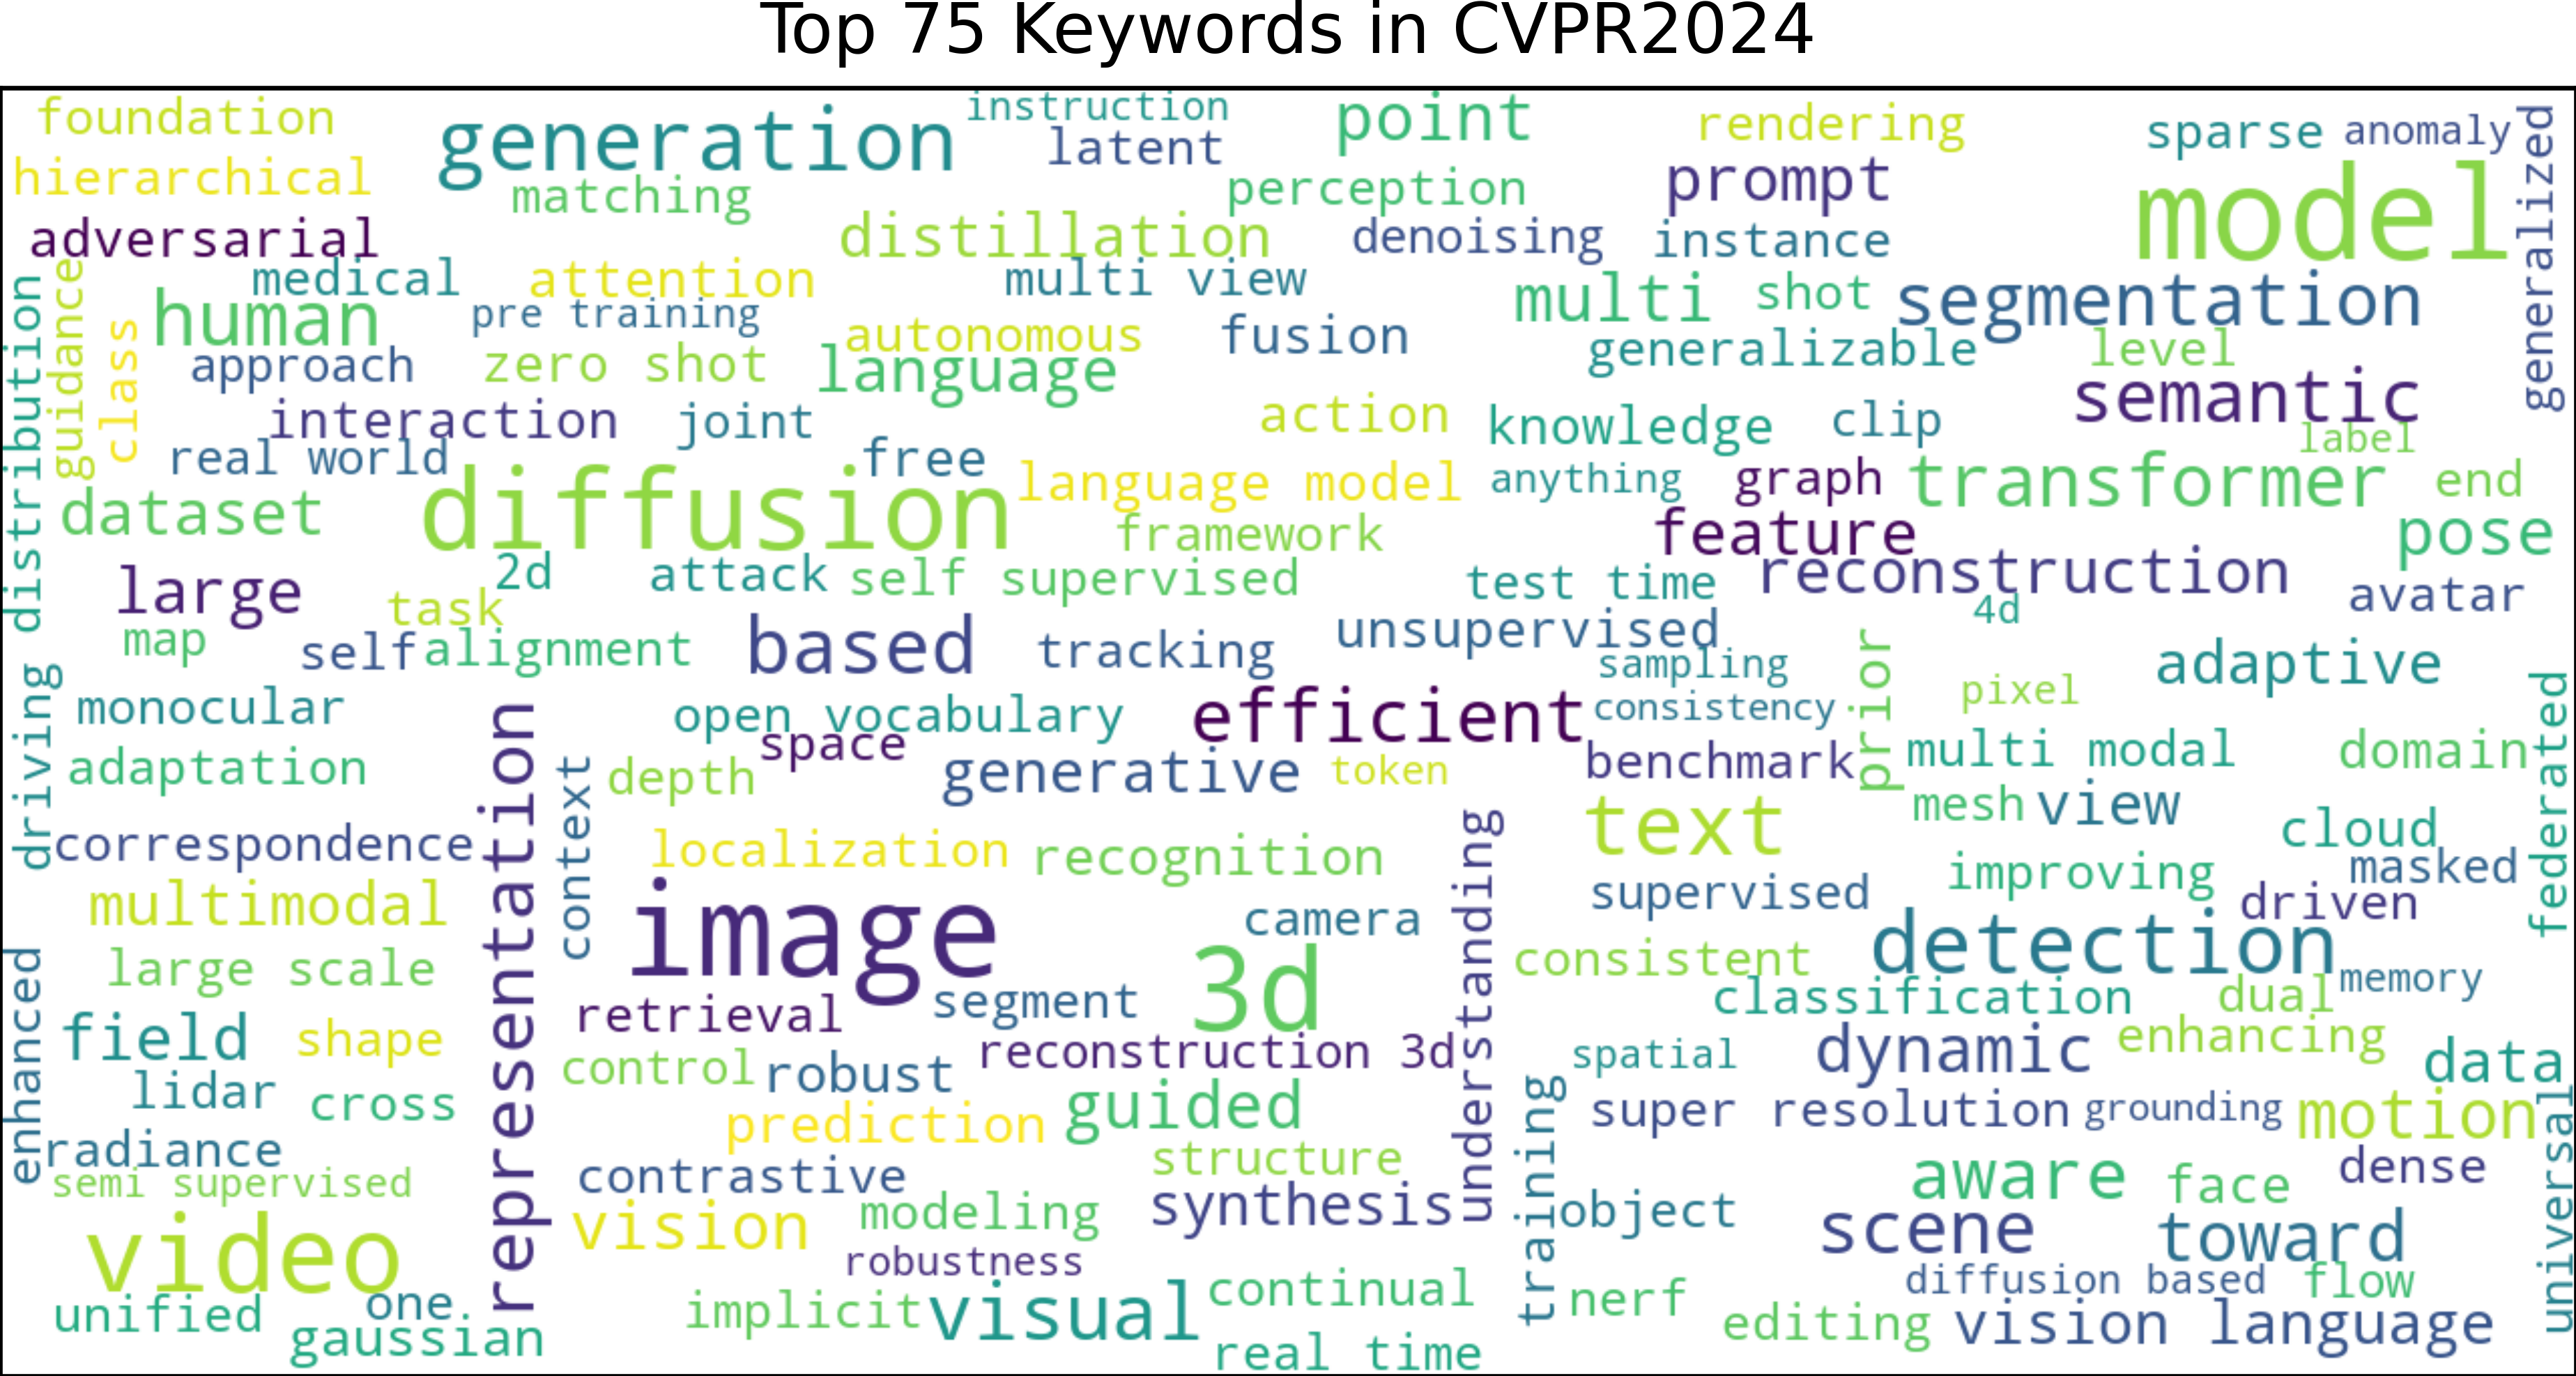 Top 75 Keywords in CVPR2024
foundation
generation
instruction
point
rendering
sparse
anomaly
generalized
latent
hierarchical
matching
perception
prompt
model
adversarial
distillation
denoising
instance
medical
attention
multi view
multi
shot
segmentation
distribution
guidance
class
human
pre training
autonomous
fusion
generalizable
level
approach
zero shot
language
semantic
interaction
joint
action
knowledge
clip
label
real world
free
language model
anything
graph
transformer
end
dataset
diffusion
framework
feature
pose
large
2d
attack
self supervised
test time
reconstruction
avatar
task
4d
map
self
alignment
based
tracking
unsupervised
sampling
prior
adaptive
driving
monocular
representation
open vocabulary
efficient
consistency
pixel
federated
space
adaptation
context
depth
generative
token
benchmark
multi modal
domain
mesh
view
correspondence
localization
recognition
understanding
text
cloud
masked
improving
multimodal
image
camera
supervised
driven
detection
enhanced
large scale
3d
consistent
memory
retrieval
segment
classification
dual
field
shape
control
robust
reconstruction 3d
spatial
dynamic
enhancing
data
lidar
cross
prediction
guided
training
super resolution
grounding
motion
universal
radiance
contrastive
structure
aware
face
dense
semi supervised
vision
modeling
synthesis
object
scene
toward
video
robustness
diffusion based
flow
unified
one
gaussian
implicit
visual
continual
nerf
editing
vision language
real time